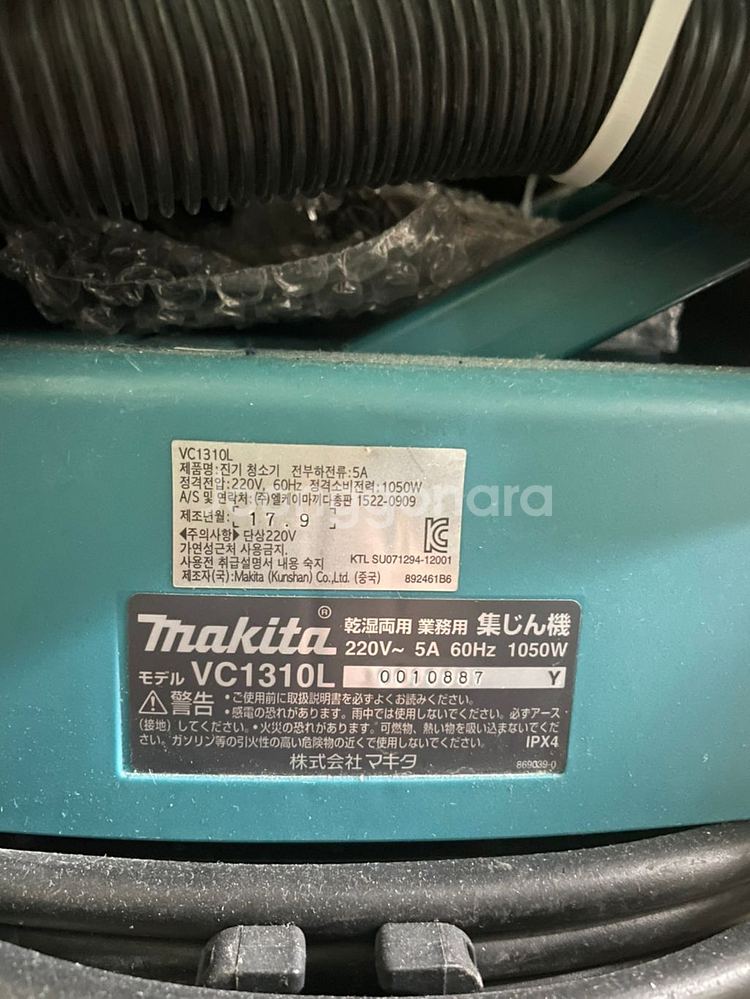 VC1310L
제품명:진기 청소기 전부하전류:5A
정격전압:220V, 60Hz 정격소비전력:1050W
A/S 및 연락처:(주)엘케이마끼다총판 1522-0909
제조년월: [ 17. 9 ]
◀주의사항▶ 단상220V
가연성근처 사용금지.
사용전 취급설명서 내용 숙지
제조자(국):Makita (Kunshan) Co.,Ltd. (중국)
KTL SU071294-12001
892461B6
makita®
乾湿両用 業務用 集じん機
220V~ 5A 60Hz 1050W
モデル VC1310L 0010887 Y
警告 ・ご使用前に取扱説明書を必ずよくお読みください。
・感電の恐れがあります。雨中では使用しないでください。必ずアース
(接地)してください。・火災の恐れがあります。可燃物、熱い物を吸い込まないでくだ
さい。ガソリン等の引火性の高い危険物の近くで使用しないでください。 IPX4
株式会社マキタ
869039-0